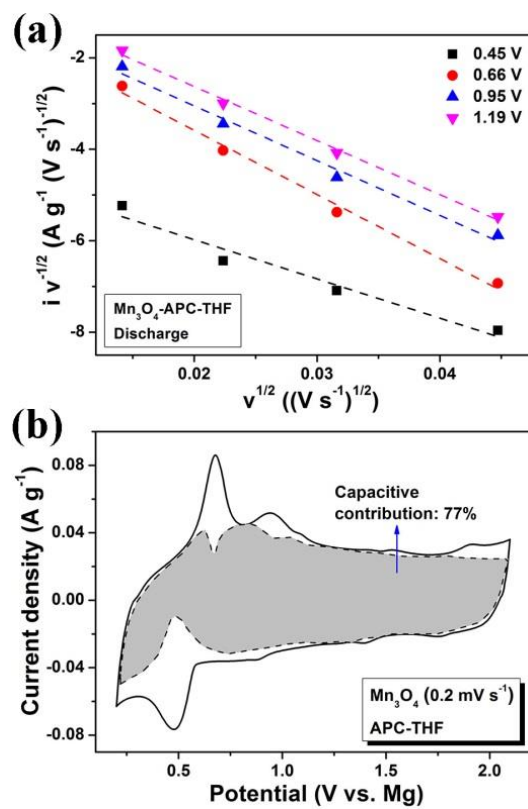 (a)
-2
-4
-6
-8
i v^-1/2 (A g^-1 (V s^-1)^-1/2)
0.45 V
0.66 V
0.95 V
1.19 V
Mn₃O₄-APC-THF
Discharge
0.02 0.03 0.04
v^1/2 ((V s^-1)^1/2)
(b)
0.08
0.04
0.00
-0.04
-0.08
Current density (A g^-1)
Capacitive
contribution: 77%
Mn₃O₄ (0.2 mV s^-1)
APC-THF
0.5 1.0 1.5 2.0
Potential (V vs. Mg)